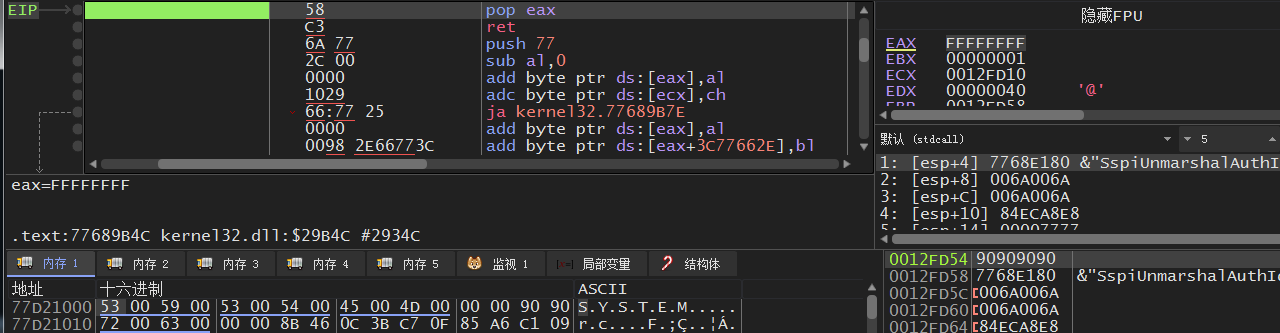 EIP 58 pop eax
C3 ret
6A 77 push 77
2C 00 sub al,0
0000 add byte ptr ds:[eax],al
1029 adc byte ptr ds:[ecx],ch
66:77 25 ja kernel32.77689B7E
0000 add byte ptr ds:[eax],al
0098 2E66773C add byte ptr ds:[eax+3C77662E],bl
隐藏FPU
EAX FFFFFFFF
EBX 00000001
ECX 0012FD10
EDX 00000040 '@'
EBP 0012FD58
默认 (stdcall) 5
1: [esp+4] 7768E180 &"SspiUnmarshalAuthI
2: [esp+8] 006A006A
3: [esp+C] 006A006A
4: [esp+10] 84ECA8E8
5: [esp+14] 00007777
eax=FFFFFFFF
.text:77689B4C kernel32.dll:$29B4C #2934C
内存 1 内存 2 内存 3 内存 4 内存 5 监视 1 局部变量 结构体
地址 十六进制 ASCII
77D21000 53 00 59 00 53 00 54 00 45 00 4D 00 00 00 90 90 S.Y.S.T.E.M.....
77D21010 72 00 63 00 00 00 8B 46 0C 3B C7 0F 85 A6 C1 09 r.c....F.;Ç..¦Á.
0012FD54 90909090
0012FD58 7768E180 &"SspiUnmarshalAuthId
0012FD5C 006A006A
0012FD60 006A006A
0012FD64 84ECA8E8